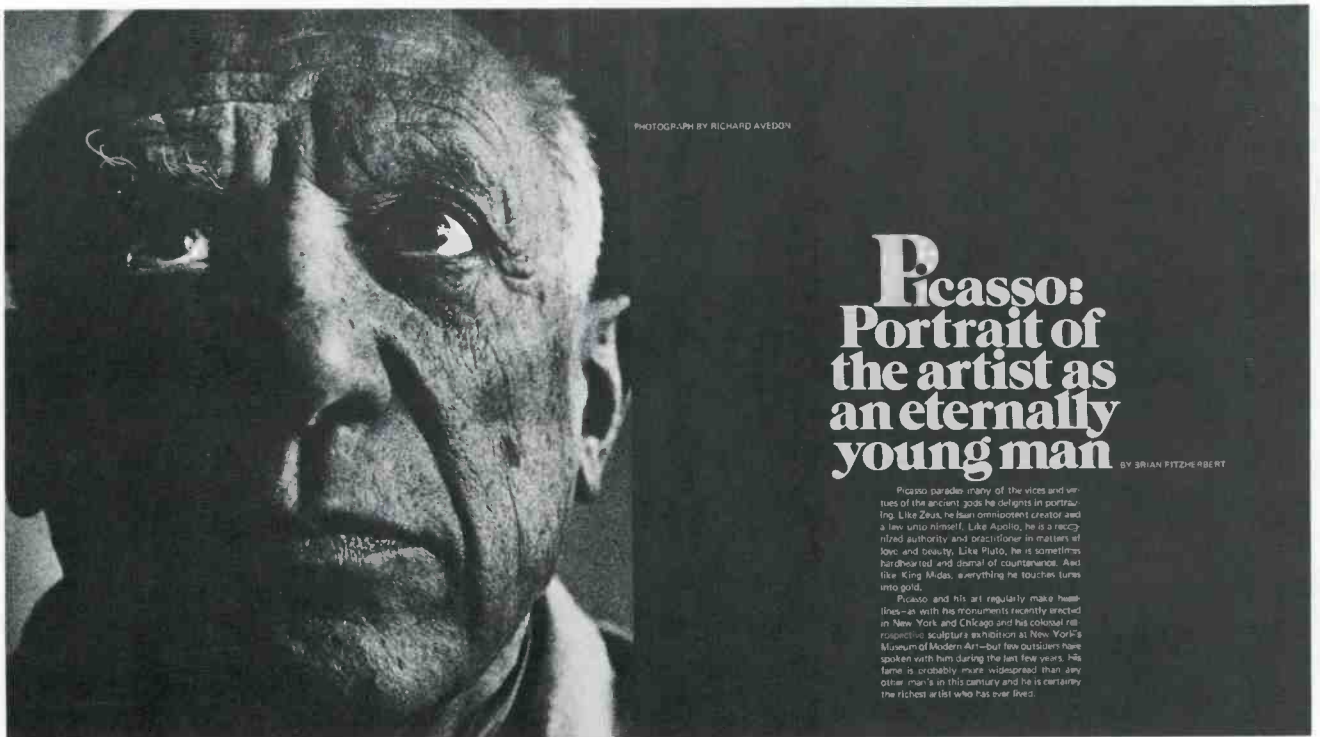 PHOTOGRAPH BY RICHARD AVEDON
Picasso:
Portrait of
the artist as
an eternally
young man
BY BRIAN FITZHERBERT
Picasso parades many of the vices and vir-
tues of the ancient gods he delights in portray-
ing. Like Zeus, he is an omnipotent creator and
a law unto himself. Like Apollo, he is a recog-
nized authority and practitioner in matters of
love and beauty. Like Pluto, he is sometimes
hardhearted and dismal of countenance. And
like King Midas, everything he touches turns
into gold.
Picasso and his art regularly make head-
lines—as with his monuments recently erected
in New York and Chicago and his colossal ret-
rospective sculpture exhibition at New York's
Museum of Modern Art—but few outsiders have
spoken with him during the last few years. His
fame is probably more widespread than any
other man's in this century and he is certainly
the richest artist who has ever lived.